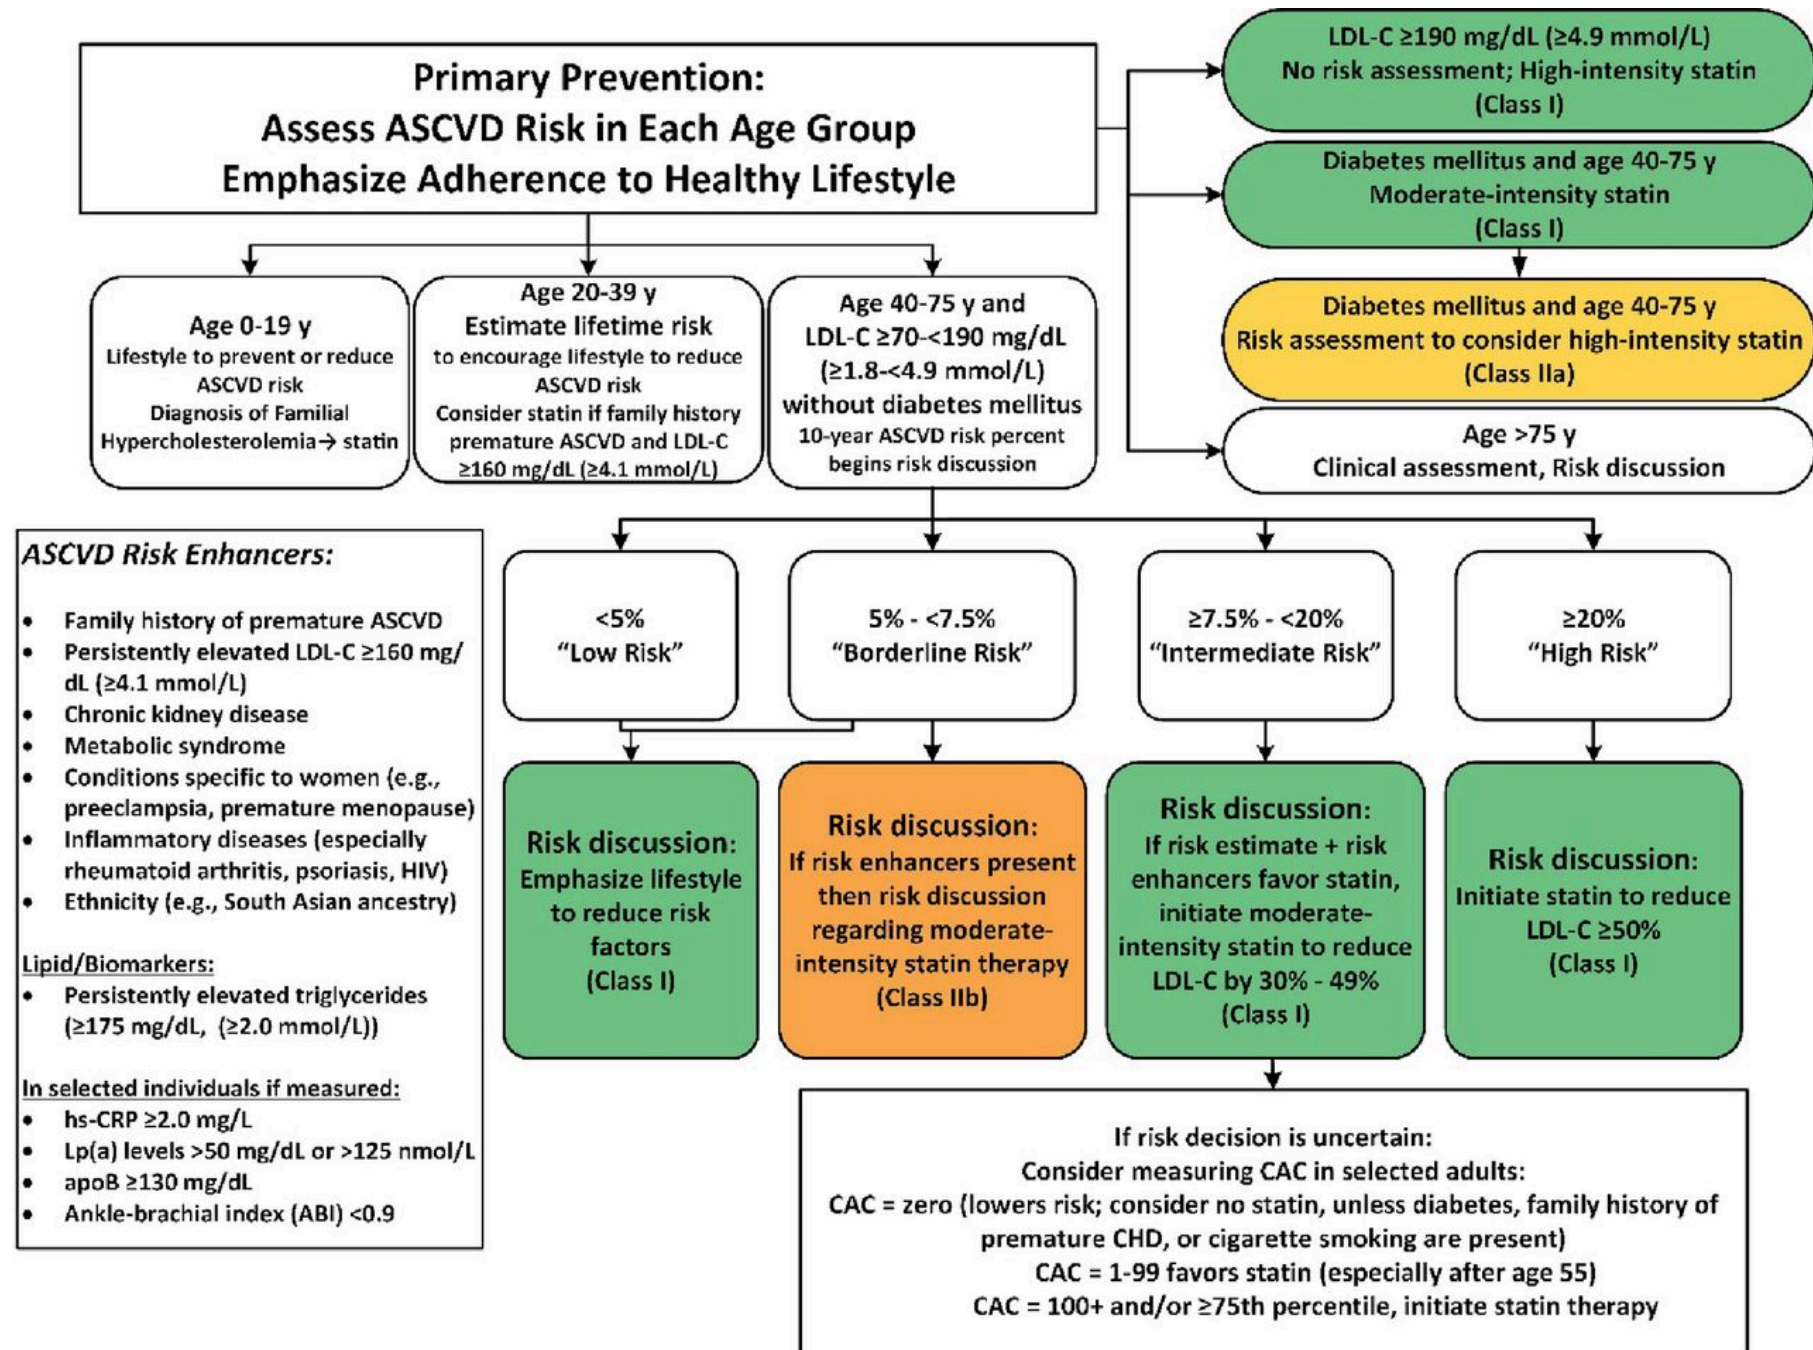 Primary Prevention:
Assess ASCVD Risk in Each Age Group
Emphasize Adherence to Healthy Lifestyle
LDL-C ≥190 mg/dL (≥4.9 mmol/L)
No risk assessment; High-intensity statin
(Class I)
Diabetes mellitus and age 40-75 y
Moderate-intensity statin
(Class I)
Diabetes mellitus and age 40-75 y
Risk assessment to consider high-intensity statin
(Class IIa)
Age >75 y
Clinical assessment, Risk discussion
Age 0-19 y
Lifestyle to prevent or reduce
ASCVD risk
Diagnosis of Familial
Hypercholesterolemia→ statin
Age 20-39 y
Estimate lifetime risk
to encourage lifestyle to reduce
ASCVD risk
Consider statin if family history
premature ASCVD and LDL-C
≥160 mg/dL (≥4.1 mmol/L)
Age 40-75 y and
LDL-C ≥70-<190 mg/dL
(≥1.8-<4.9 mmol/L)
without diabetes mellitus
10-year ASCVD risk percent
begins risk discussion
ASCVD Risk Enhancers:
• Family history of premature ASCVD
• Persistently elevated LDL-C ≥160 mg/
dL (≥4.1 mmol/L)
• Chronic kidney disease
• Metabolic syndrome
• Conditions specific to women (e.g.,
preeclampsia, premature menopause)
• Inflammatory diseases (especially
rheumatoid arthritis, psoriasis, HIV)
• Ethnicity (e.g., South Asian ancestry)
Lipid/Biomarkers:
• Persistently elevated triglycerides
(≥175 mg/dL, (≥2.0 mmol/L))
In selected individuals if measured:
• hs-CRP ≥2.0 mg/L
• Lp(a) levels >50 mg/dL or >125 nmol/L
• apoB ≥130 mg/dL
• Ankle-brachial index (ABI) <0.9
<5%
“Low Risk”
5% - <7.5%
“Borderline Risk”
≥7.5% - <20%
“Intermediate Risk”
≥20%
“High Risk”
Risk discussion:
Emphasize lifestyle
to reduce risk
factors
(Class I)
Risk discussion:
If risk enhancers present
then risk discussion
regarding moderate-
intensity statin therapy
(Class IIb)
Risk discussion:
If risk estimate + risk
enhancers favor statin,
initiate moderate-
intensity statin to reduce
LDL-C by 30% - 49%
(Class I)
Risk discussion:
Initiate statin to reduce
LDL-C ≥50%
(Class I)
If risk decision is uncertain:
Consider measuring CAC in selected adults:
CAC = zero (lowers risk; consider no statin, unless diabetes, family history of
premature CHD, or cigarette smoking are present)
CAC = 1-99 favors statin (especially after age 55)
CAC = 100+ and/or ≥75th percentile, initiate statin therapy